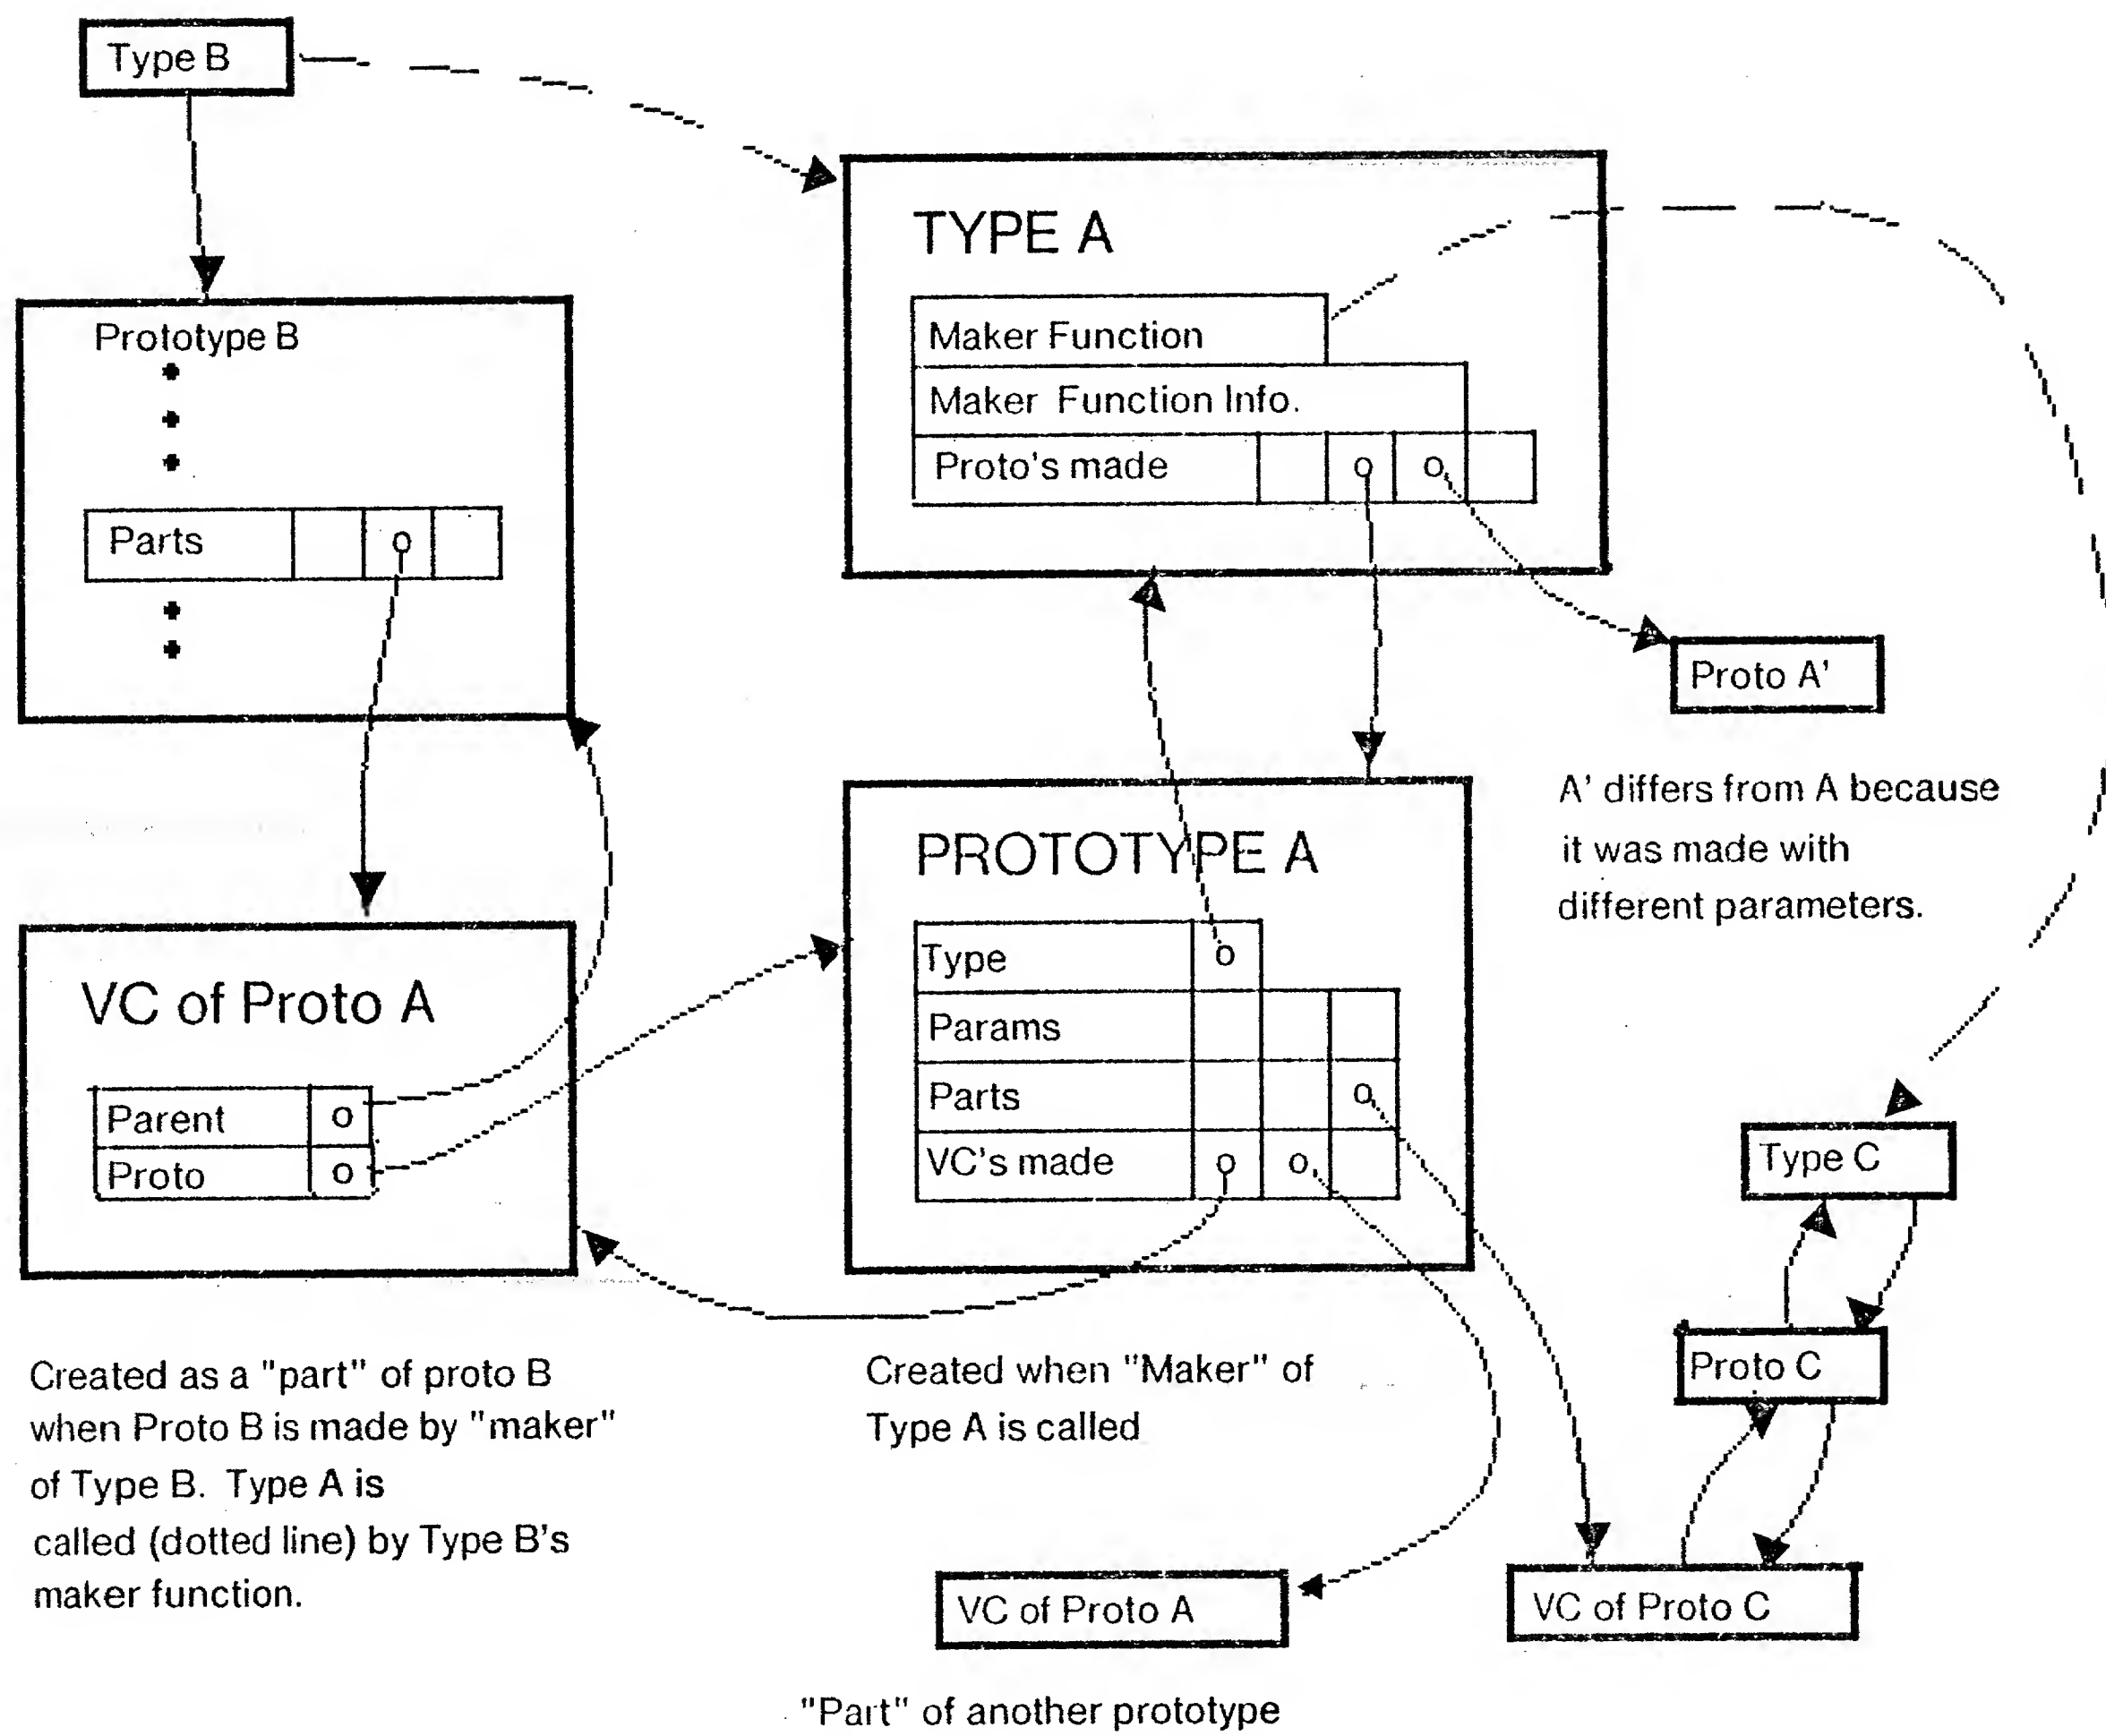 Type B
Prototype B
Parts
VC of Proto A
Parent
Proto
Created as a "part" of proto B
when Proto B is made by "maker"
of Type B. Type A is
called (dotted line) by Type B's
maker function.
TYPE A
Maker Function
Maker Function Info.
Proto's made
Proto A'
A' differs from A because
it was made with
different parameters.
PROTOTYPE A
Type
Params
Parts
VC's made
Created when "Maker" of
Type A is called
VC of Proto A
"Part" of another prototype
Type C
Proto C
VC of Proto C